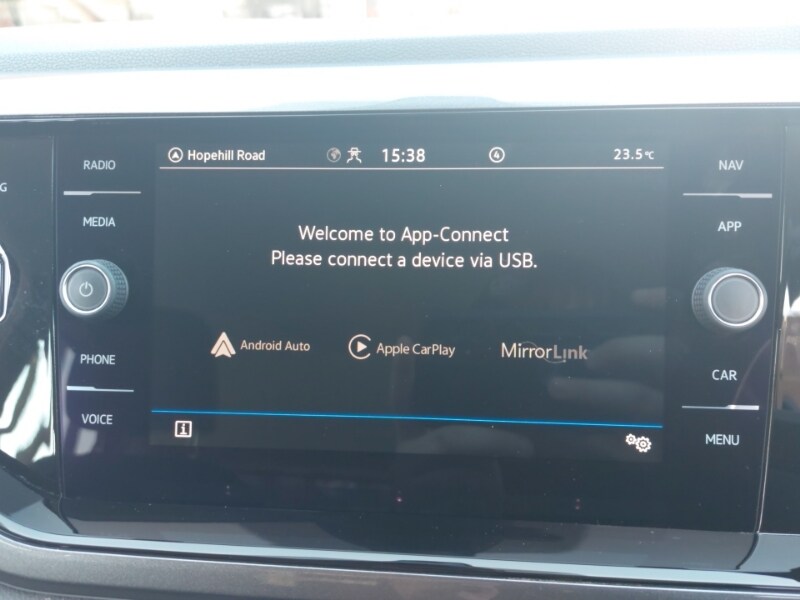 G
RADIO
MEDIA
PHONE
VOICE
Hopehill Road 15:38 4 23.5°C
Welcome to App-Connect
Please connect a device via USB.
Android Auto Apple CarPlay MirrorLink
i
NAV
APP
CAR
MENU